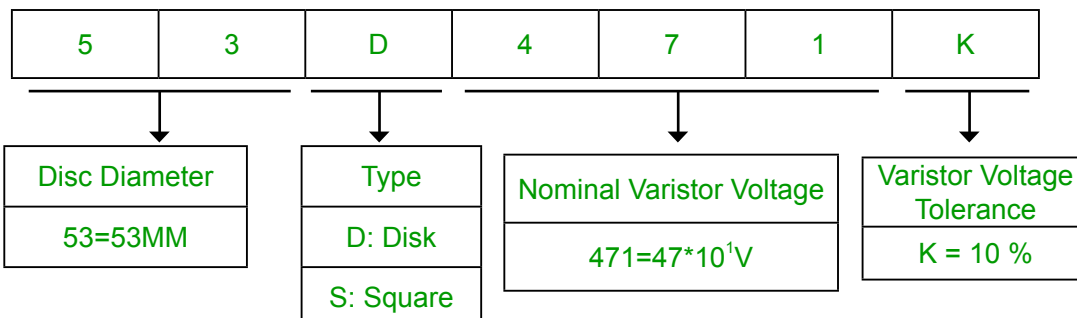 5 3 D 4 7 1 K
Disc Diameter
53=53MM
Type
D: Disk
S: Square
Nominal Varistor Voltage
471=47*10¹V
Varistor Voltage
Tolerance
K = 10 %